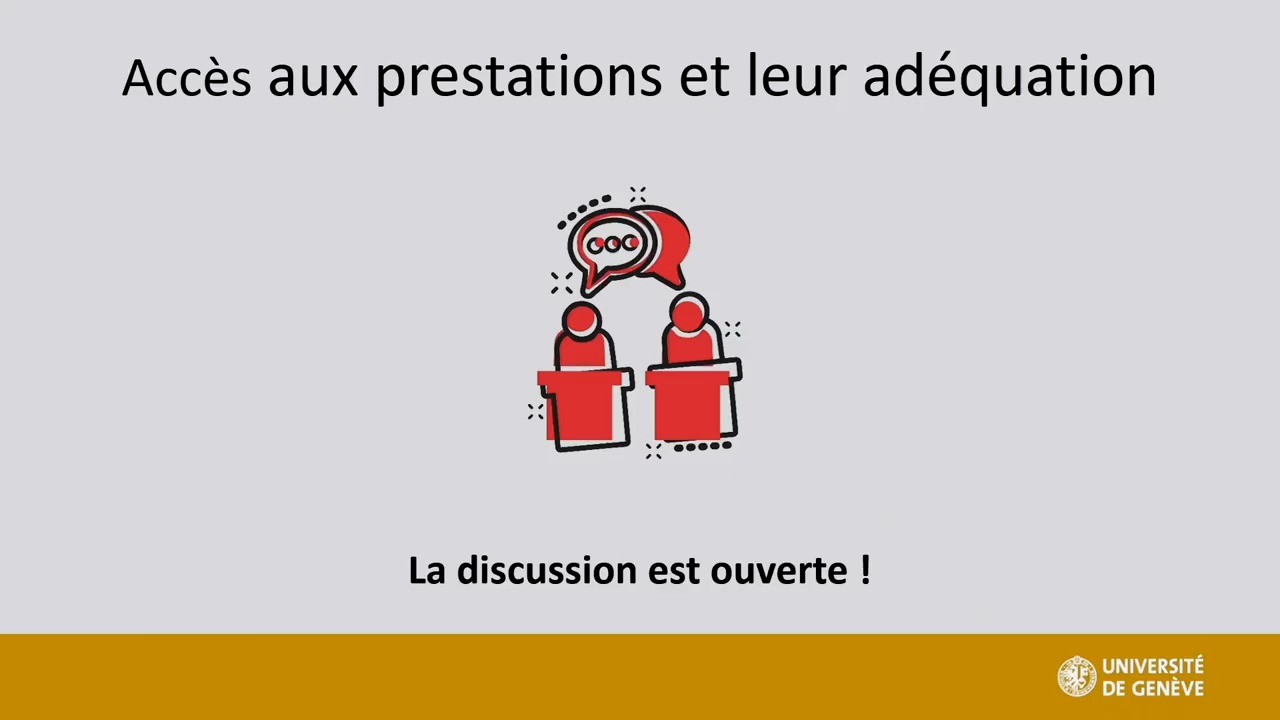 Accès aux prestations et leur adéquation
La discussion est ouverte !
UNIVERSITÉ
DE GENÈVE